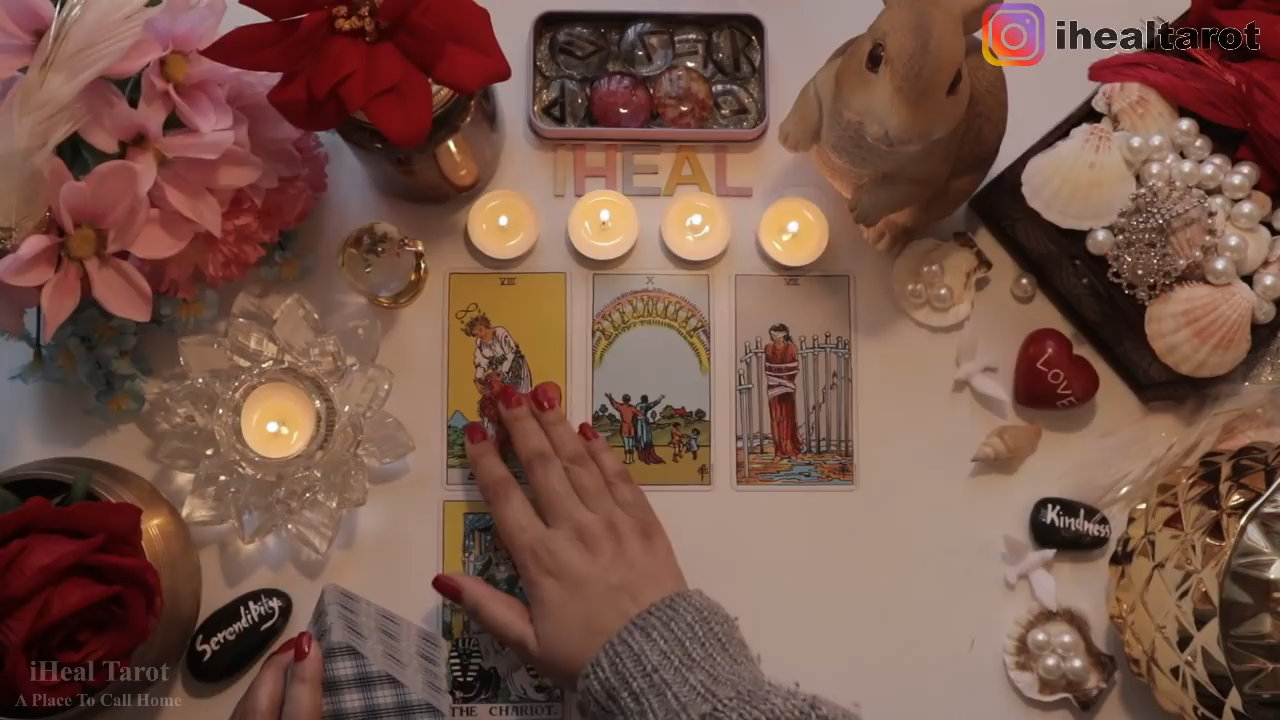 ihealtarot
iHEAL
VIII
X
VIII
LOVE
Kindness
Serendipity
THE CHARIOT.
iHeal Tarot
A Place To Call Home